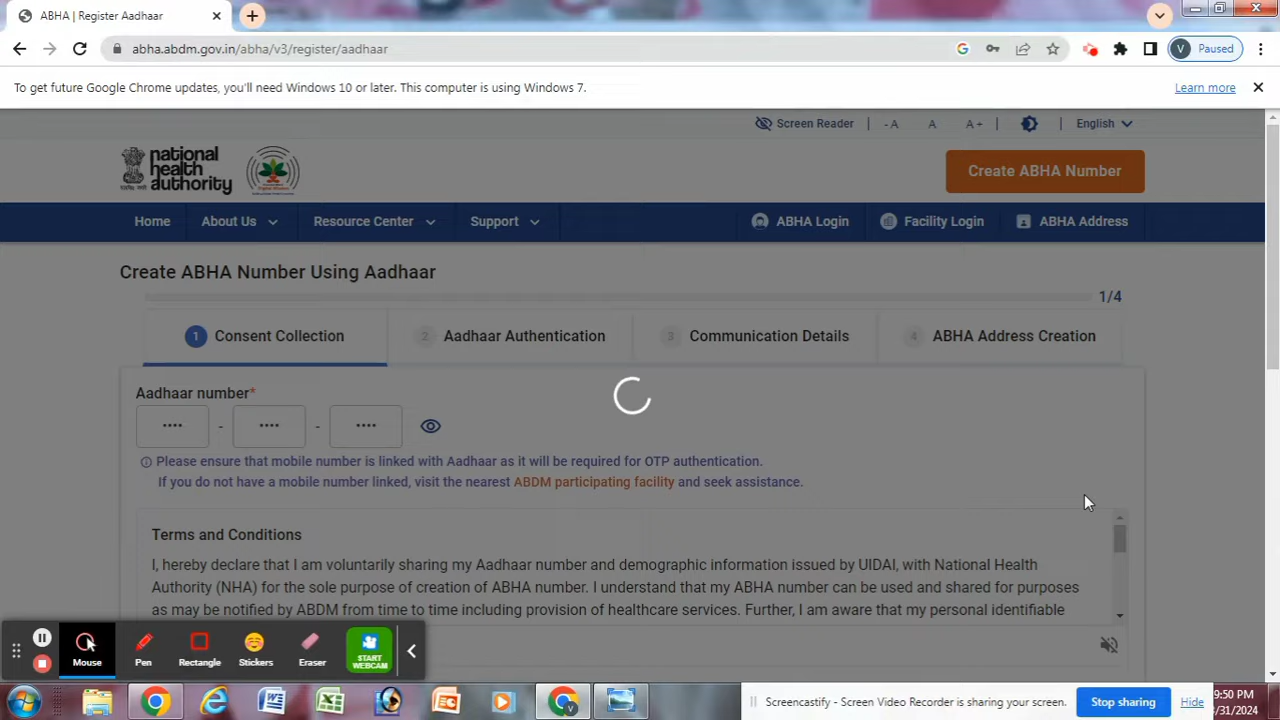 ABHA | Register Aadhaar
abha.abdm.gov.in/abha/v3/register/aadhaar
V Paused
To get future Google Chrome updates, you'll need Windows 10 or later. This computer is using Windows 7.
Learn more
Screen Reader | - A A A + | | English
national health authority
Create ABHA Number
Home About Us Resource Center Support ABHA Login Facility Login ABHA Address
Create ABHA Number Using Aadhaar
1/4
1 Consent Collection 2 Aadhaar Authentication 3 Communication Details 4 ABHA Address Creation
Aadhaar number*
•••• - •••• - ••••
Please ensure that mobile number is linked with Aadhaar as it will be required for OTP authentication.
If you do not have a mobile number linked, visit the nearest ABDM participating facility and seek assistance.
Terms and Conditions
I, hereby declare that I am voluntarily sharing my Aadhaar number and demographic information issued by UIDAI, with National Health
Authority (NHA) for the sole purpose of creation of ABHA number. I understand that my ABHA number can be used and shared for purposes
as may be notified by ABDM from time to time including provision of healthcare services. Further, I am aware that my personal identifiable
Mouse Pen Rectangle Stickers Eraser START WEBCAM
Screencastify - Screen Video Recorder is sharing your screen. Stop sharing Hide
9:50 PM
/31/2024